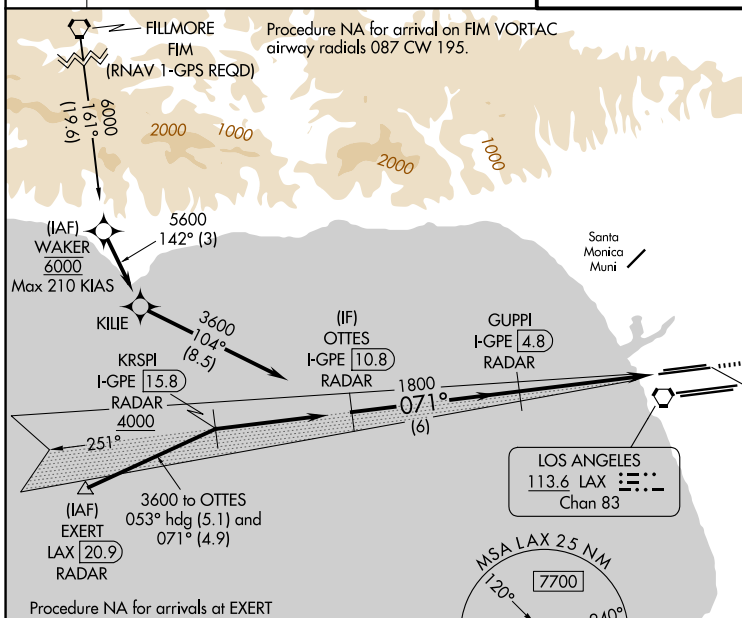 FILLMORE
FIM
(RNAV 1-GPS REQD)
Procedure NA for arrival on FIM VORTAC
airway radials 087 CW 195.
6000
161°
(19.6)
2000
1000
2000
1000
(IAF)
WAKER
6000
Max 210 KIAS
5600
142° (3)
Santa
Monica
Muni
KILIE
3600
104°
(8.5)
(IF)
OTTES
I-GPE 10.8
RADAR
GUPPI
I-GPE 4.8
RADAR
KRSPI
I-GPE 15.8
RADAR
4000
1800
071°
(6)
251°
(IAF)
EXERT
LAX 20.9
RADAR
3600 to OTTES
053° hdg (5.1) and
071° (4.9)
LOS ANGELES
113.6 LAX
Chan 83
MSA LAX 25 NM
120°
7700
Procedure NA for arrivals at EXERT